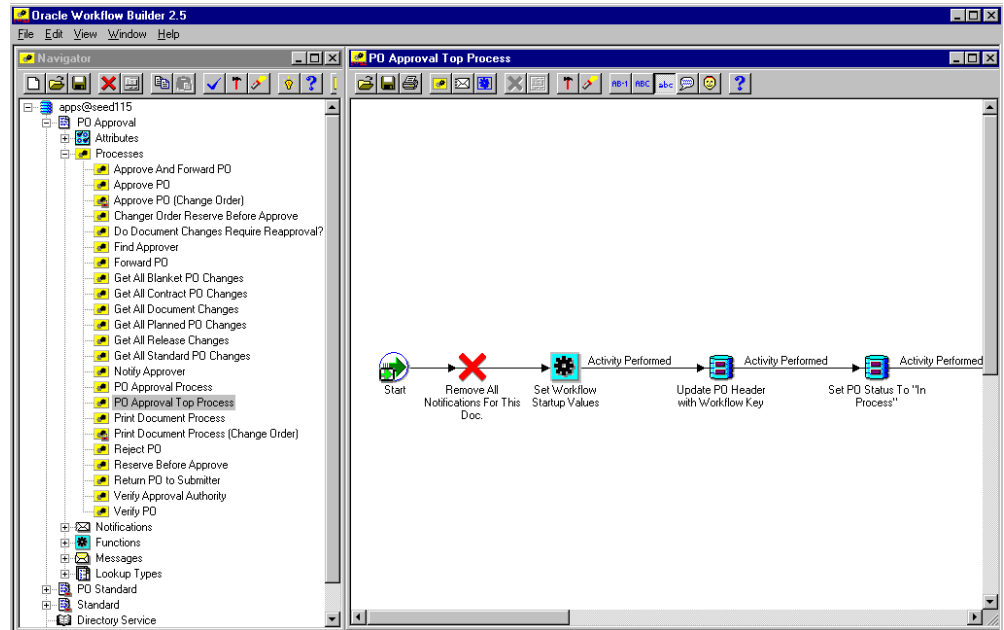 Oracle Workflow Builder 2.5
File Edit View Window Help
Navigator
apps@seed115
PO Approval
Attributes
Processes
Approve And Forward PO
Approve PO
Approve PO (Change Order)
Changer Order Reserve Before Approve
Do Document Changes Require Reapproval?
Find Approver
Forward PO
Get All Blanket PO Changes
Get All Contract PO Changes
Get All Document Changes
Get All Planned PO Changes
Get All Release Changes
Get All Standard PO Changes
Notify Approver
PO Approval Process
PO Approval Top Process
Print Document Process
Print Document Process (Change Order)
Reject PO
Reserve Before Approve
Return PO to Submitter
Verify Approval Authority
Verify PO
Notifications
Functions
Messages
Lookup Types
PO Standard
Standard
Directory Service
PO Approval Top Process
AB-1 ABC abc
Activity Performed Activity Performed Activity Performed
Start
Remove All
Notifications For This
Doc.
Set Workflow
Startup Values
Update PO Header
with Workflow Key
Set PO Status To "In
Process"